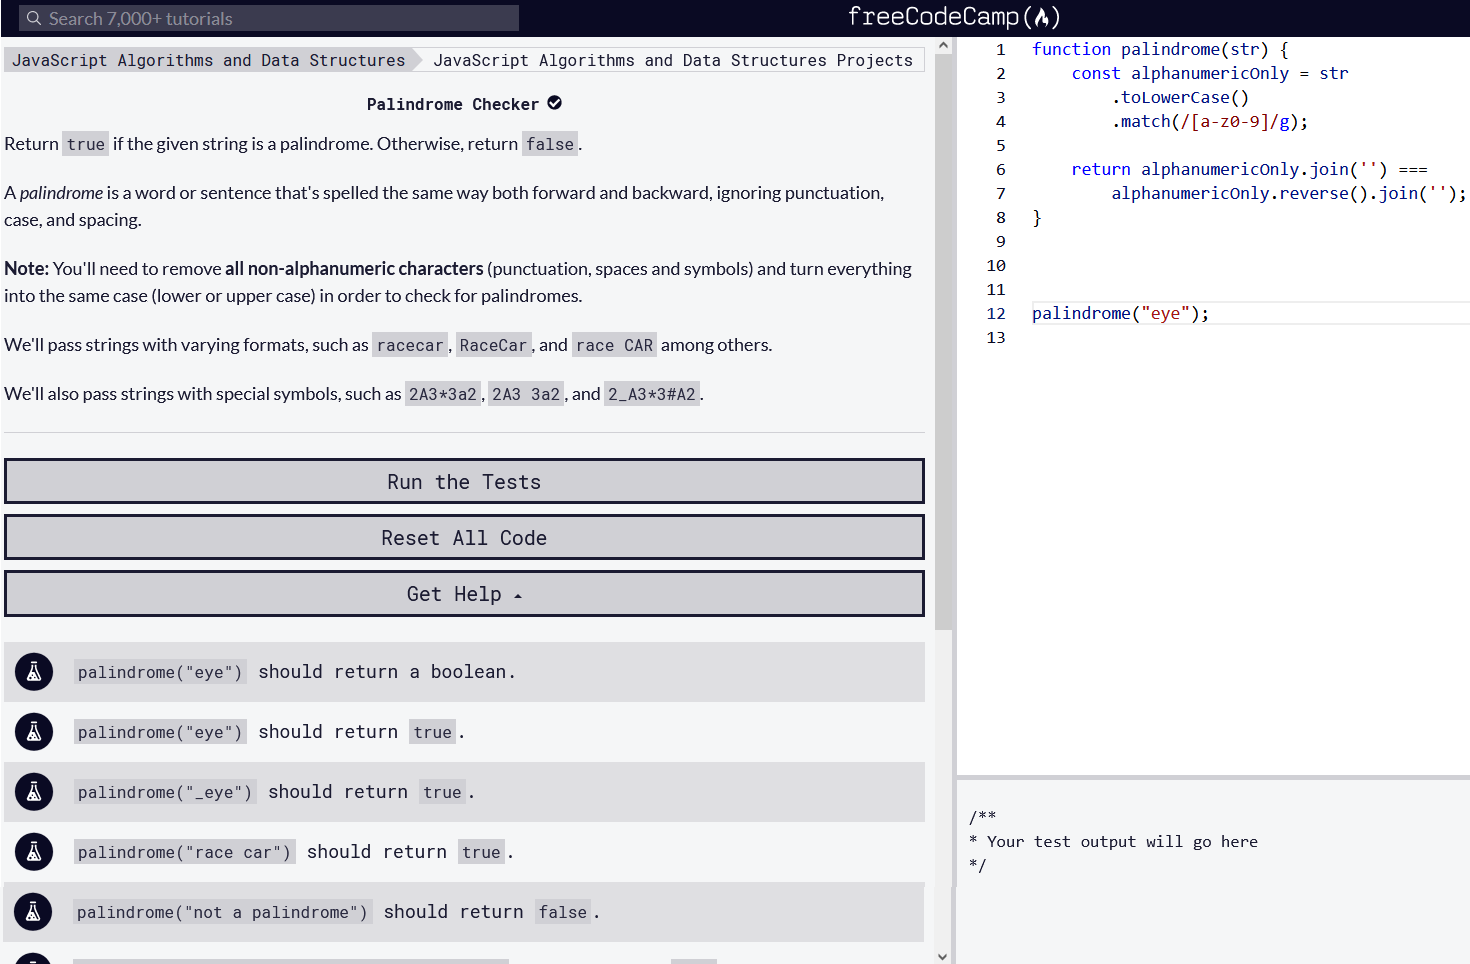 Search 7,000+ tutorials
freeCodeCamp(🔥)
JavaScript Algorithms and Data Structures
JavaScript Algorithms and Data Structures Projects
Palindrome Checker
Return true if the given string is a palindrome. Otherwise, return false.
A palindrome is a word or sentence that's spelled the same way both forward and backward, ignoring punctuation,
case, and spacing.
Note: You'll need to remove all non-alphanumeric characters (punctuation, spaces and symbols) and turn everything
into the same case (lower or upper case) in order to check for palindromes.
We'll pass strings with varying formats, such as racecar, RaceCar, and race CAR among others.
We'll also pass strings with special symbols, such as 2A3*3a2, 2A3 3a2, and 2_A3*3#A2.
Run the Tests
Reset All Code
Get Help
palindrome("eye") should return a boolean.
palindrome("eye") should return true.
palindrome("_eye") should return true.
palindrome("race car") should return true.
palindrome("not a palindrome") should return false.
1 function palindrome(str) {
2 const alphanumericOnly = str
3 .toLowerCase()
4 .match(/[a-z0-9]/g);
5
6 return alphanumericOnly.join('') ===
7 alphanumericOnly.reverse().join('');
8 }
9
10
11
12 palindrome("eye");
13
/**
* Your test output will go here
*/